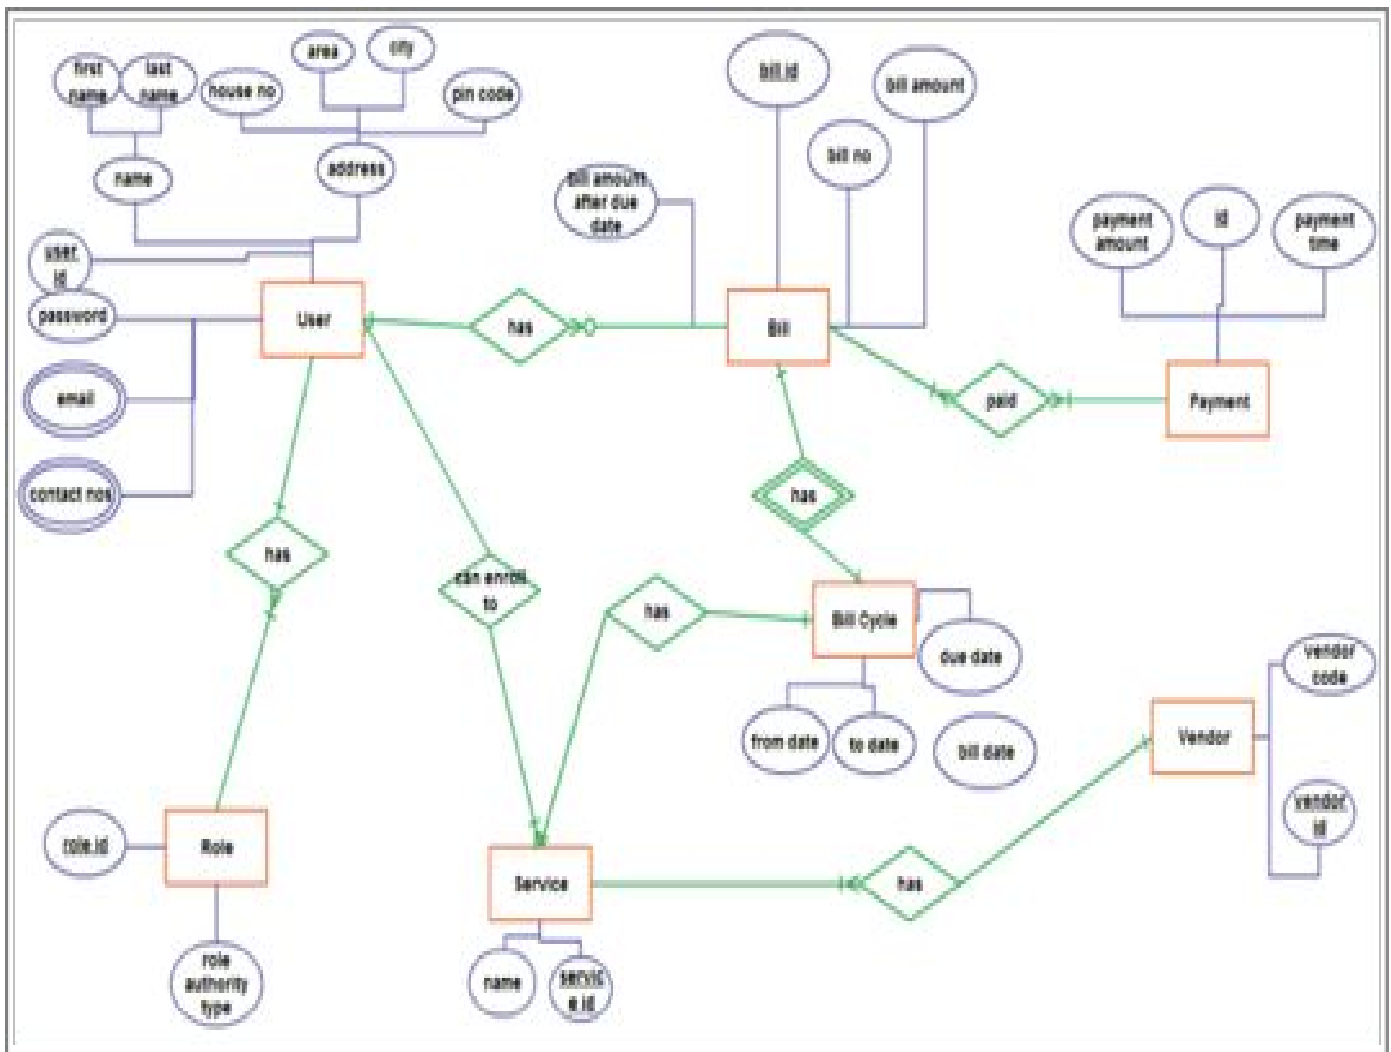 first
name
last
name
house no
area
city
pin code
name
address
user.
id
password
email
contact nos
User
has
bill amount
after due
date
bill.id
bill no
bill amount
Bill
paid
payment
amount
id
payment
time
Payment
has
can enroll
to
has
has
Bill Cycle
due date
from date
to date
bill date
vendor
code
Vendor
vendor.
id
role.id
Role
role
authority
type
Service
has
name
servic
e.id